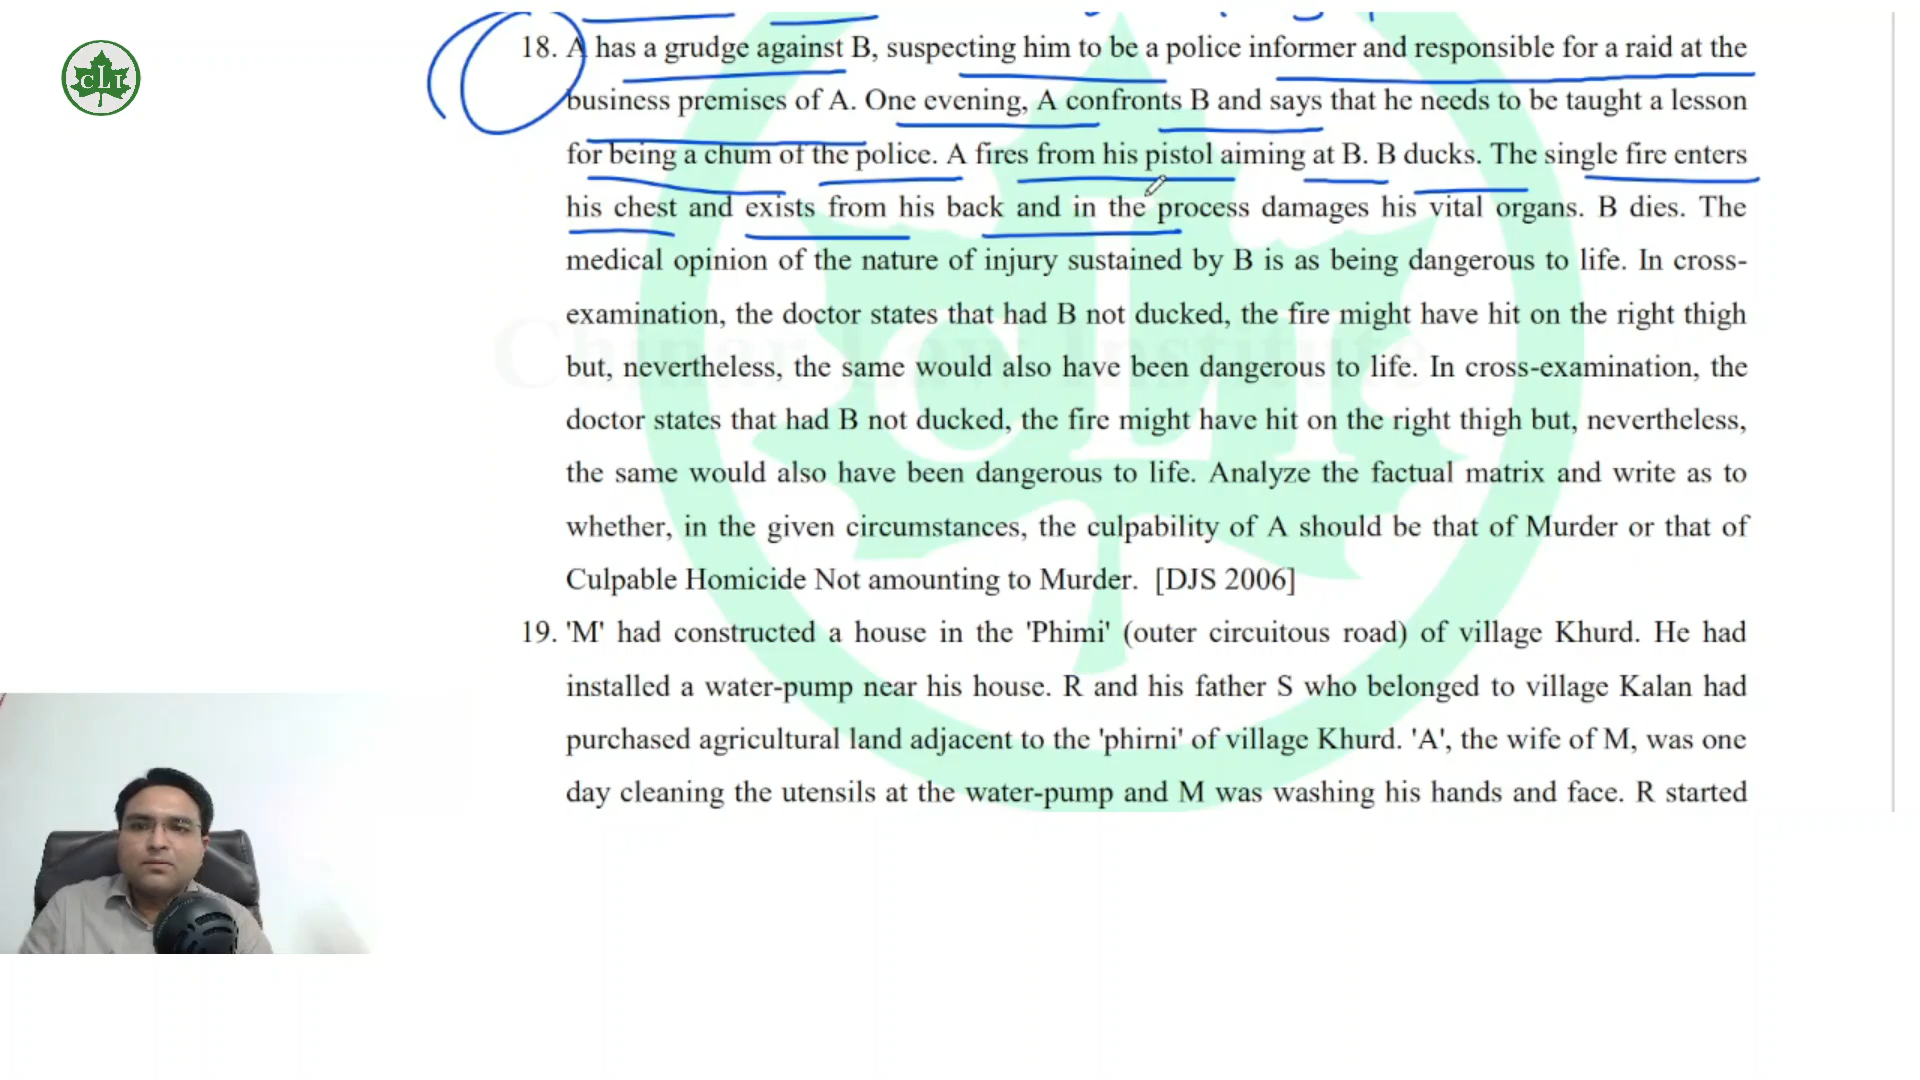 CLI
18. A has a grudge against B, suspecting him to be a police informer and responsible for a raid at the
business premises of A. One evening, A confronts B and says that he needs to be taught a lesson
for being a chum of the police. A fires from his pistol aiming at B. B ducks. The single fire enters
his chest and exists from his back and in the process damages his vital organs. B dies. The
medical opinion of the nature of injury sustained by B is as being dangerous to life. In cross-
examination, the doctor states that had B not ducked, the fire might have hit on the right thigh
but, nevertheless, the same would also have been dangerous to life. In cross-examination, the
doctor states that had B not ducked, the fire might have hit on the right thigh but, nevertheless,
the same would also have been dangerous to life. Analyze the factual matrix and write as to
whether, in the given circumstances, the culpability of A should be that of Murder or that of
Culpable Homicide Not amounting to Murder. [DJS 2006]
19. 'M' had constructed a house in the 'Phimi' (outer circuitous road) of village Khurd. He had
installed a water-pump near his house. R and his father S who belonged to village Kalan had
purchased agricultural land adjacent to the 'phirni' of village Khurd. 'A', the wife of M, was one
day cleaning the utensils at the water-pump and M was washing his hands and face. R started